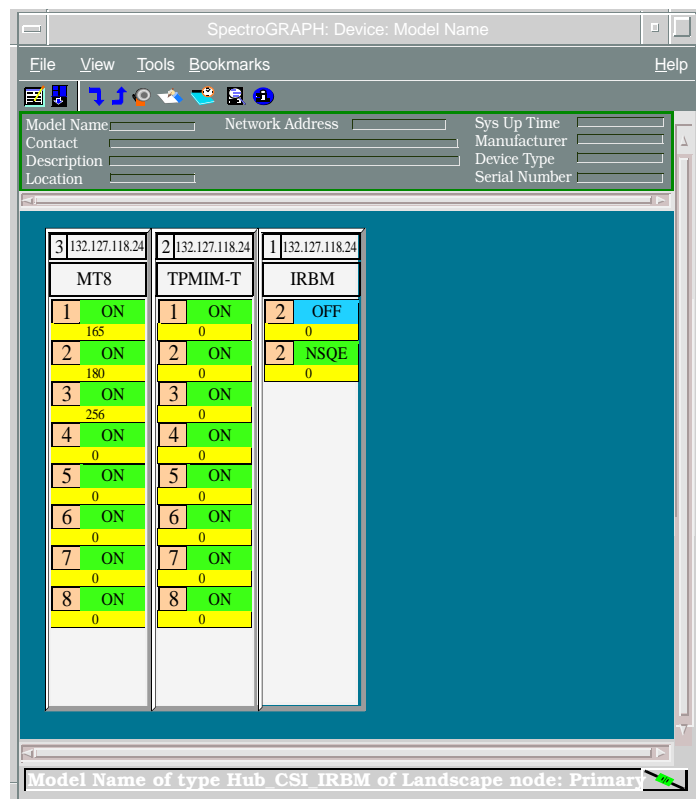 SpectroGRAPH: Device: Model Name
File View Tools Bookmarks Help
Model Name Network Address Sys Up Time
Contact Manufacturer
Description Device Type
Location Serial Number
3 132.127.118.24 2 132.127.118.24 1 132.127.118.24
MT8 TPMIM-T IRBM
1 ON 1 ON 2 OFF
165 0 0
2 ON 2 ON 2 NSQE
180 0 0
3 ON 3 ON
256 0
4 ON 4 ON
0 0
5 ON 5 ON
0 0
6 ON 6 ON
0 0
7 ON 7 ON
0 0
8 ON 8 ON
0 0
Model Name of type Hub_CSI_IRBM of Landscape node: Primary